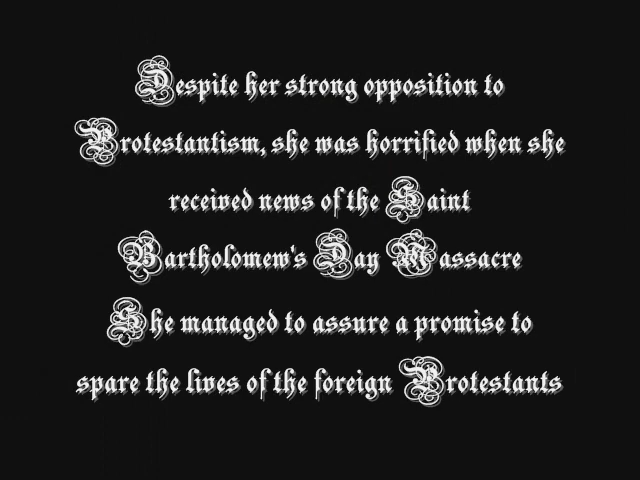 Despite her strong opposition to
Protestantism, she was horrified when she
received news of the Saint
Bartholomew's Day Massacre
She managed to assure a promise to
spare the lives of the foreign Protestants